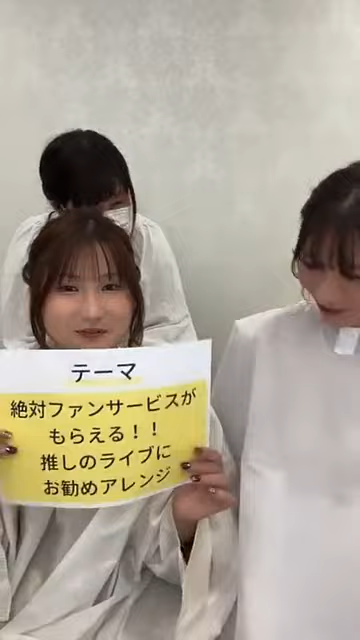 テーマ
絶対ファンサービスが
もらえる！！
推しのライブに
お勧めアレンジ